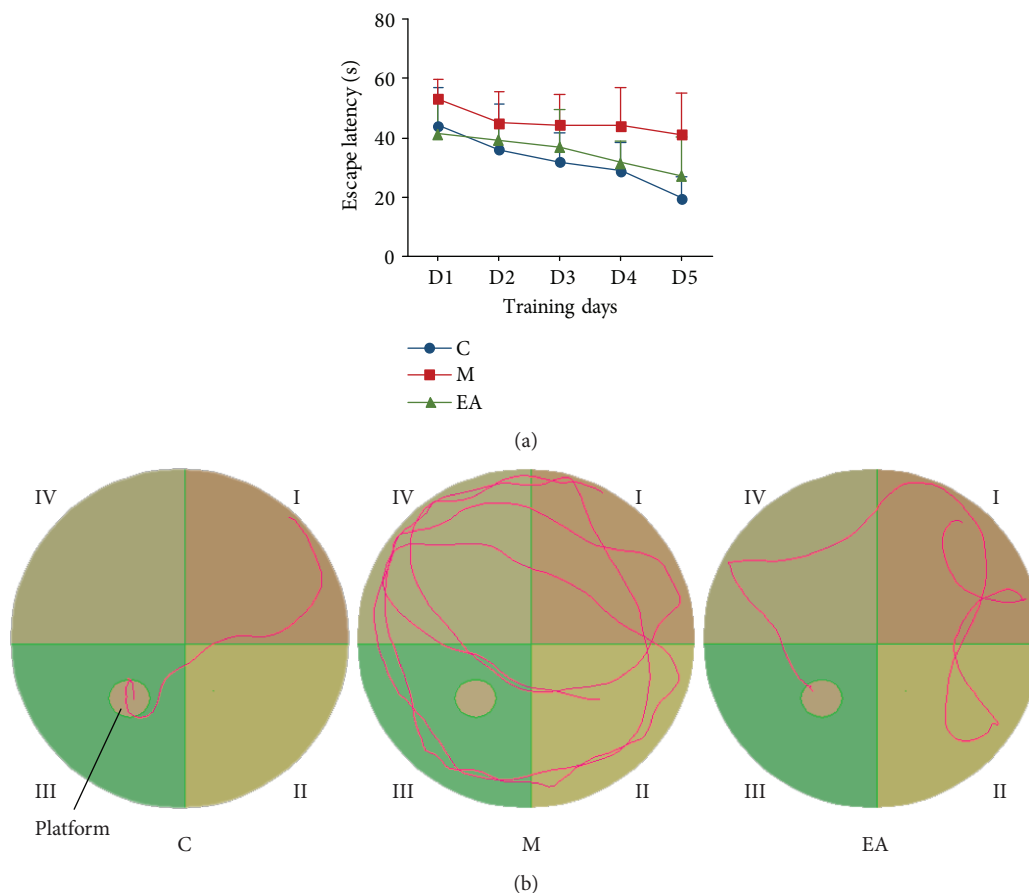 80
60
40
20
0
Escape latency (s)
D1 D2 D3 D4 D5
Training days
C
M
EA
(a)
IV I
III II
Platform
C
IV I
III II
M
IV I
III II
EA
(b)